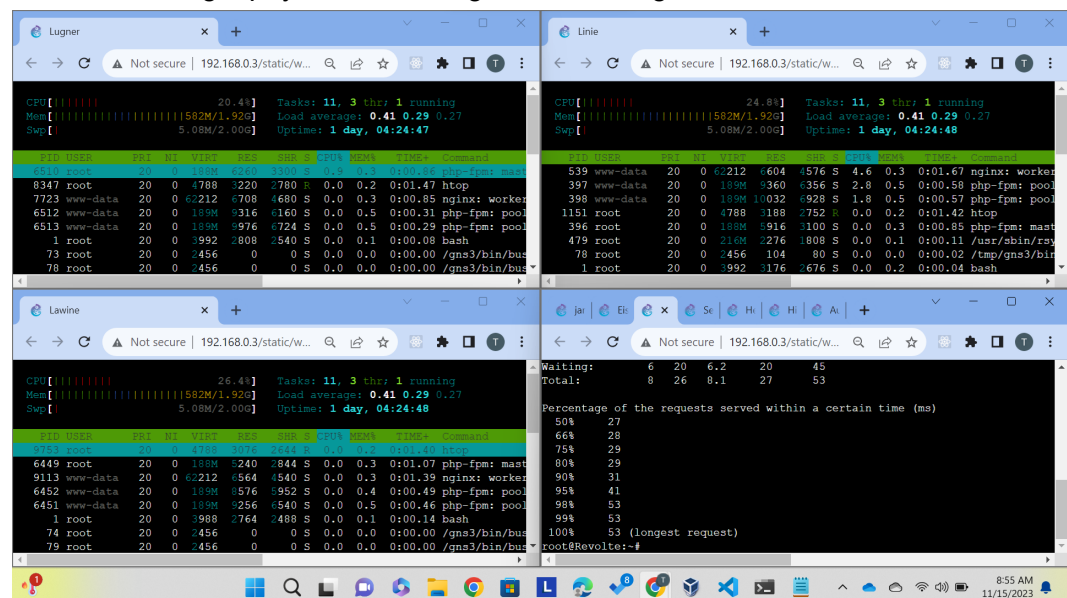 Lugner
Not secure | 192.168.0.3/static/w...
CPU[||||||| 20.4%] Tasks: 11, 3 thr; 1 running
Mem[||||||||||||||||||582M/1.92G] Load average: 0.41 0.29 0.27
Swp[| 5.08M/2.00G] Uptime: 1 day, 04:24:47
PID USER PRI NI VIRT RES SHR S CPU% MEM% TIME+ Command
6510 root 20 0 188M 6260 3300 S 0.9 0.3 0:00.86 php-fpm: mast
8347 root 20 0 4788 3220 2780 R 0.0 0.2 0:01.47 htop
7723 www-data 20 0 62212 6708 4680 S 0.0 0.3 0:00.85 nginx: worker
6512 www-data 20 0 189M 9316 6160 S 0.0 0.5 0:00.31 php-fpm: pool
6513 www-data 20 0 189M 9976 6724 S 0.0 0.5 0:00.29 php-fpm: pool
1 root 20 0 3992 2808 2540 S 0.0 0.1 0:00.08 bash
73 root 20 0 2456 0 0 S 0.0 0.0 0:00.00 /gns3/bin/bus
78 root 20 0 2456 0 0 S 0.0 0.0 0:00.00 /gns3/bin/bus
Linie
Not secure | 192.168.0.3/static/w...
CPU[|||||||| 24.8%] Tasks: 11, 3 thr; 1 running
Mem[||||||||||||||||||582M/1.92G] Load average: 0.41 0.29 0.27
Swp[| 5.08M/2.00G] Uptime: 1 day, 04:24:48
PID USER PRI NI VIRT RES SHR S CPU% MEM% TIME+ Command
539 www-data 20 0 62212 6604 4576 S 4.6 0.3 0:01.67 nginx: worker
397 www-data 20 0 189M 9360 6356 S 2.8 0.5 0:00.58 php-fpm: pool
398 www-data 20 0 189M 10032 6928 S 1.8 0.5 0:00.57 php-fpm: pool
1151 root 20 0 4788 3188 2752 R 0.0 0.2 0:01.42 htop
396 root 20 0 188M 5916 3100 S 0.0 0.3 0:00.85 php-fpm: mast
479 root 20 0 216M 2276 1808 S 0.0 0.1 0:00.11 /usr/sbin/rsy
78 root 20 0 2456 104 80 S 0.0 0.0 0:00.02 /tmp/gns3/bin
1 root 20 0 3992 3176 2676 S 0.0 0.2 0:00.04 bash
Lawine
Not secure | 192.168.0.3/static/w...
CPU[||||||||| 26.4%] Tasks: 11, 3 thr; 1 running
Mem[||||||||||||||||||582M/1.92G] Load average: 0.41 0.29 0.27
Swp[| 5.08M/2.00G] Uptime: 1 day, 04:24:48
PID USER PRI NI VIRT RES SHR S CPU% MEM% TIME+ Command
9753 root 20 0 4788 3076 2644 R 0.0 0.2 0:01.40 htop
6449 root 20 0 188M 5240 2844 S 0.0 0.3 0:01.07 php-fpm: mast
9113 www-data 20 0 62212 6564 4540 S 0.0 0.3 0:01.39 nginx: worker
6452 www-data 20 0 189M 8576 5952 S 0.0 0.4 0:00.49 php-fpm: pool
6451 www-data 20 0 189M 9256 6540 S 0.0 0.5 0:00.46 php-fpm: pool
1 root 20 0 3988 2764 2488 S 0.0 0.1 0:00.14 bash
74 root 20 0 2456 0 0 S 0.0 0.0 0:00.00 /gns3/bin/bus
79 root 20 0 2456 0 0 S 0.0 0.0 0:00.00 /gns3/bin/bus
jar Eis Se Ho Hi Au
Not secure | 192.168.0.3/static/w...
Waiting: 6 20 6.2 20 45
Total: 8 26 8.1 27 53
Percentage of the requests served within a certain time (ms)
50% 27
66% 28
75% 29
80% 29
90% 31
95% 41
98% 53
99% 53
100% 53 (longest request)
root@Revolte:~#
8:55 AM
11/15/2023